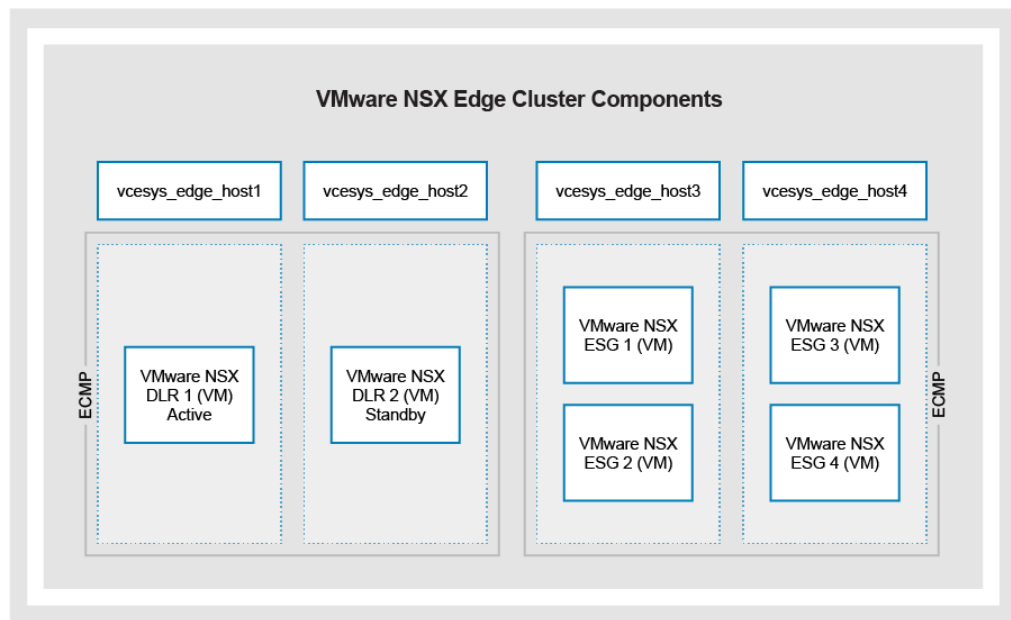 VMware NSX Edge Cluster Components
vcesys_edge_host1
vcesys_edge_host2
vcesys_edge_host3
vcesys_edge_host4
ECMP
VMware NSX
DLR 1 (VM)
Active
VMware NSX
DLR 2 (VM)
Standby
VMware NSX
ESG 1 (VM)
VMware NSX
ESG 2 (VM)
VMware NSX
ESG 3 (VM)
VMware NSX
ESG 4 (VM)
ECMP